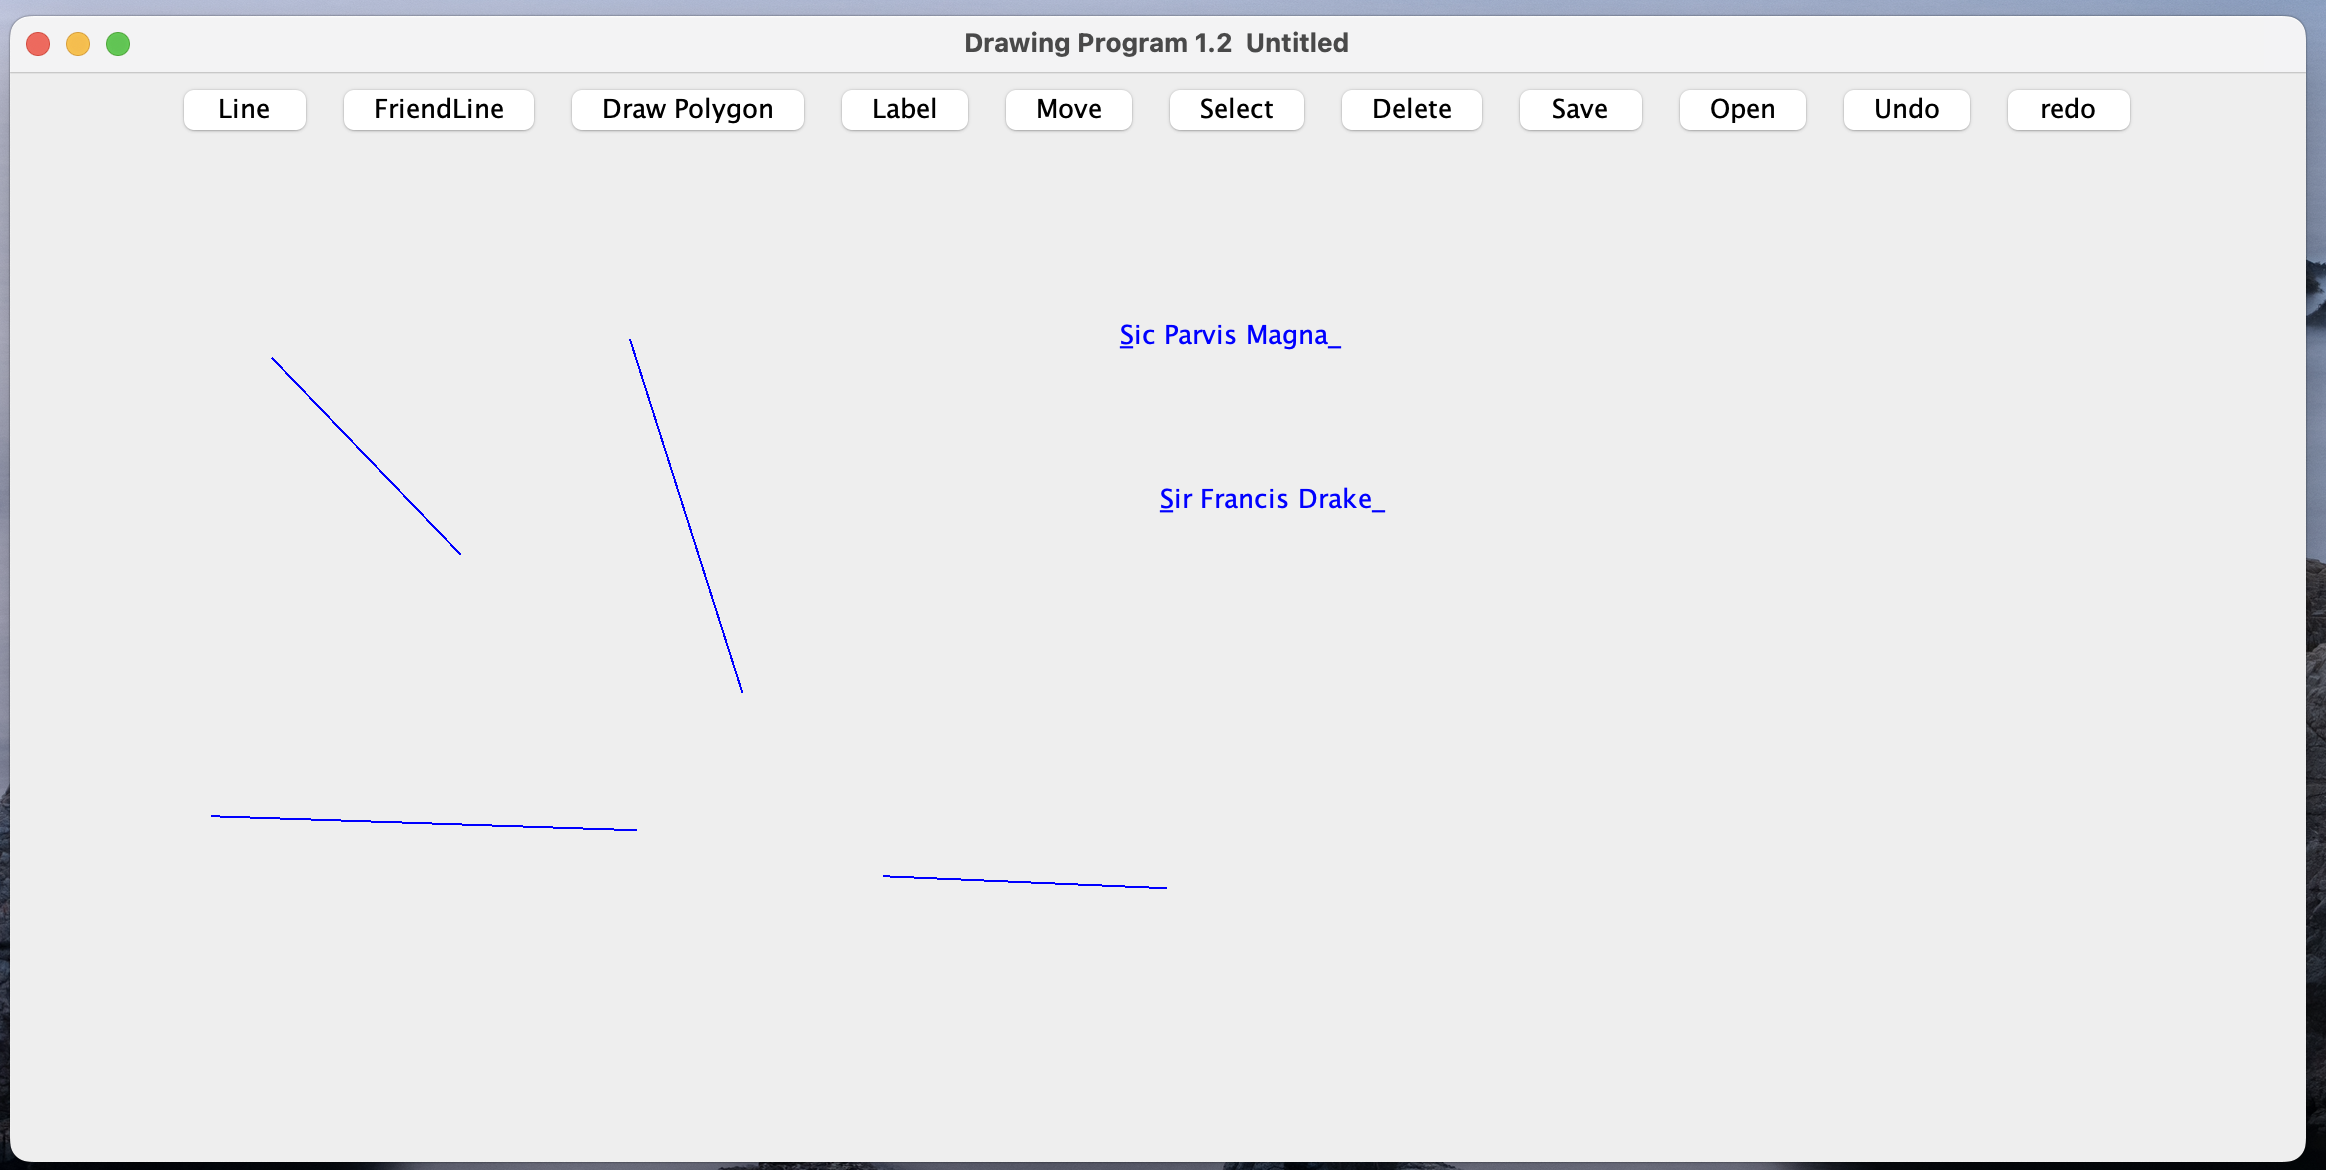 Drawing Program 1.2 Untitled
Line FriendLine Draw Polygon Label Move Select Delete Save Open Undo redo
Sic Parvis Magna_
Sir Francis Drake_